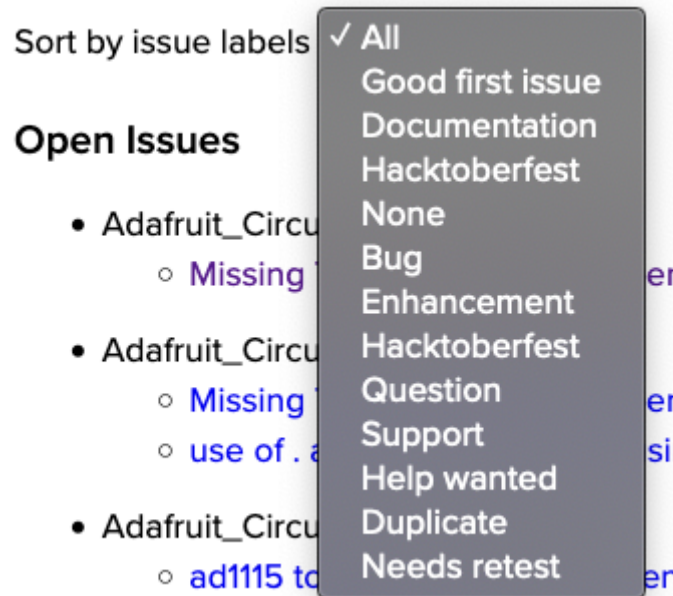 Sort by issue labels
✓ All
Good first issue
Documentation
Hacktoberfest
None
Bug
Enhancement
Hacktoberfest
Question
Support
Help wanted
Duplicate
Needs retest
Open Issues
• Adafruit_Circu
○ Missing
• Adafruit_Circu
○ Missing
○ use of .
• Adafruit_Circu
○ ad1115 to